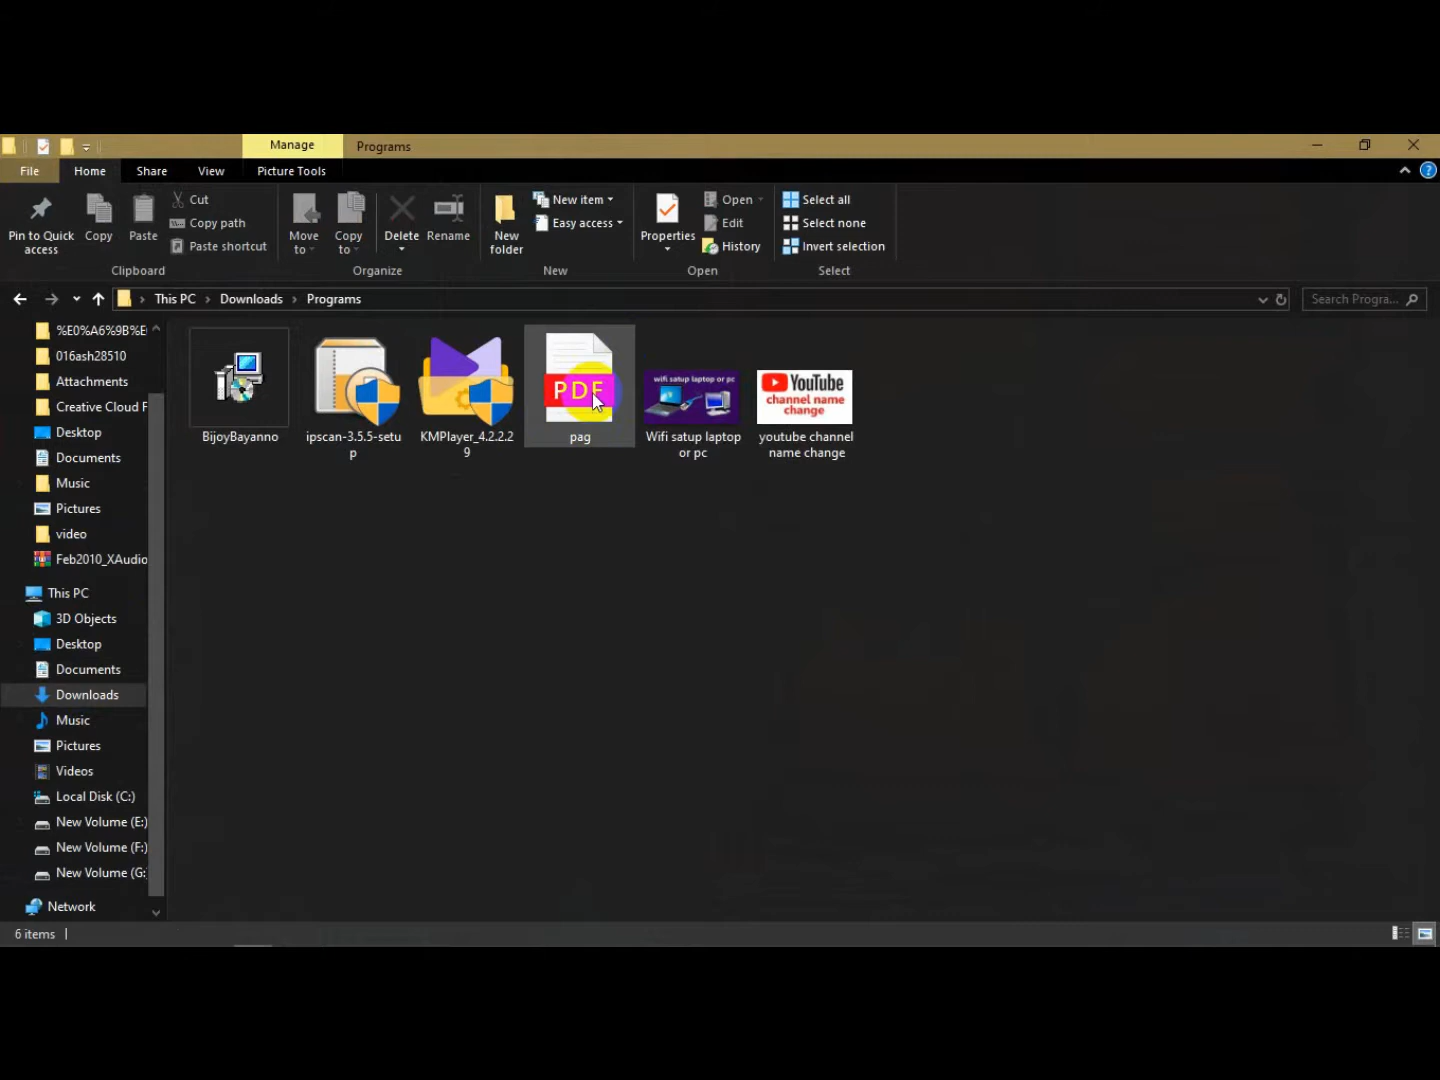 Manage
Programs
File
Home
Share
View
Picture Tools
Pin to Quick access
Copy
Paste
Cut
Copy path
Paste shortcut
Clipboard
Move to
Copy to
Delete
Rename
Organize
New folder
New item
Easy access
New
Properties
Open
Edit
History
Open
Select all
Select none
Invert selection
Select
This PC
Downloads
Programs
Search Progra...
%E0%A6%9B%E(
016ash28510
Attachments
Creative Cloud F
Desktop
Documents
Music
Pictures
video
Feb2010_XAudio
This PC
3D Objects
Desktop
Documents
Downloads
Music
Pictures
Videos
Local Disk (C:)
New Volume (E:)
New Volume (F:)
New Volume (G:
Network
BijoyBayanno
ipscan-3.5.5-setu
p
KMPlayer_4.2.2.2
9
PDF
pag
wifi satup laptop or pc
Wifi satup laptop
or pc
YouTube
channel name
change
youtube channel
name change
6 items